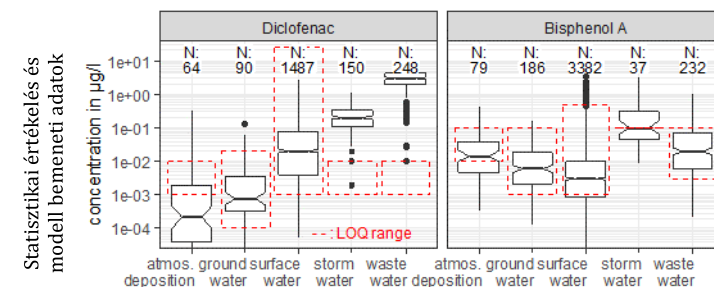 Statisztikai értékelés és
modell bemeneti adatok
concentration in µg/l
Diclofenac
Bisphenol A
N: N: N: N: N:
64 90 1487 150 248
N: N: N: N: N:
79 186 3382 37 232
1e+01
1e+00
1e-01
1e-02
1e-03
1e-04
--: LOQ range
atmos. ground surface storm waste
deposition water water water water
atmos. ground surface storm waste
deposition water water water water